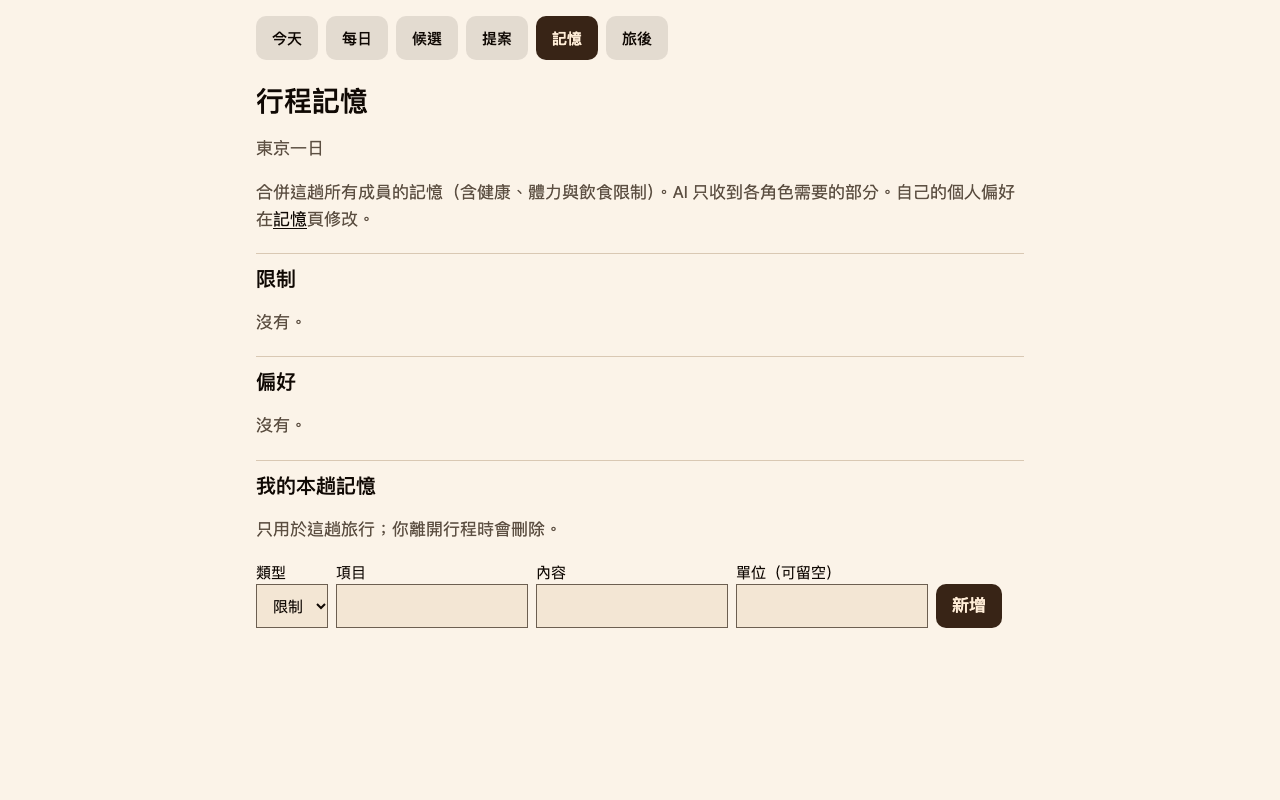 今天 每日 候選 提案 記憶 旅後
行程記憶
東京一日
合併這趟所有成員的記憶（含健康、體力與飲食限制）。AI 只收到各角色需要的部分。自己的個人偏好
在記憶頁修改。
限制
沒有。
偏好
沒有。
我的本趟記憶
只用於這趟旅行；你離開行程時會刪除。
類型 項目 內容 單位（可留空）
限制 新增